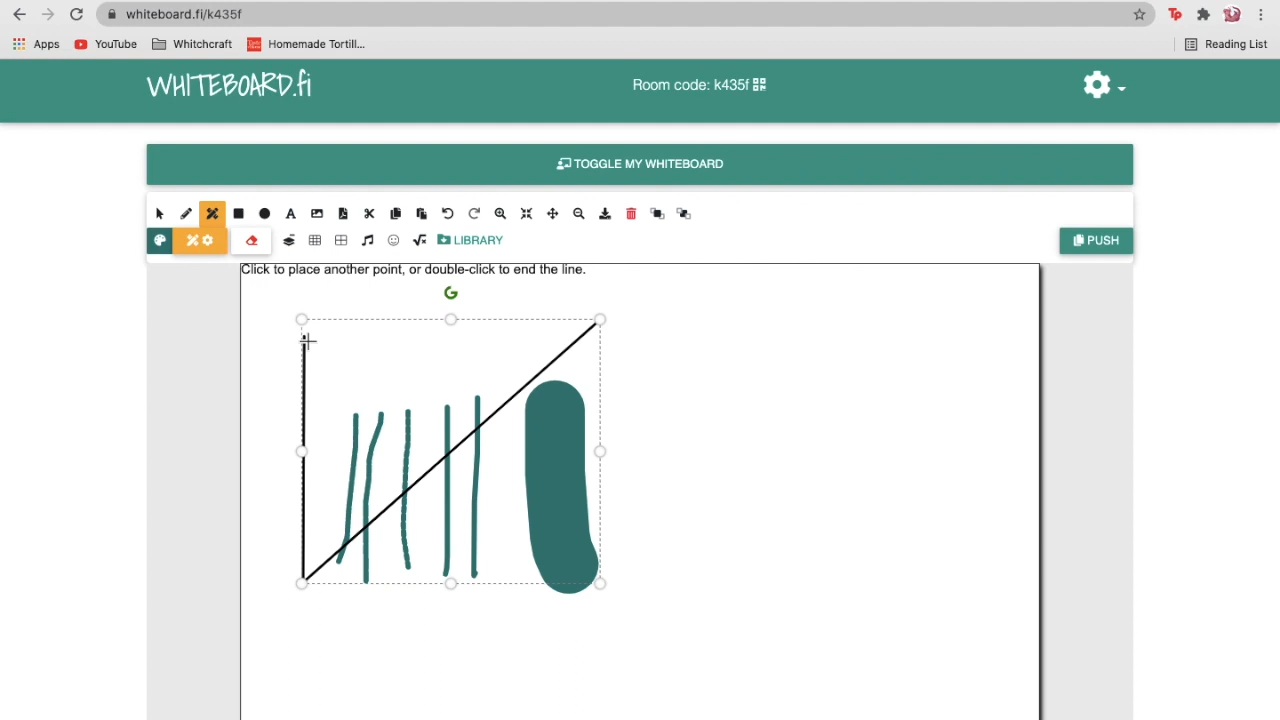 whiteboard.fi/k435f
Apps YouTube Whitchcraft Homemade Tortill... Reading List
WHITEBOARD.fi Room code: k435f
TOGGLE MY WHITEBOARD
LIBRARY PUSH
Click to place another point, or double-click to end the line.